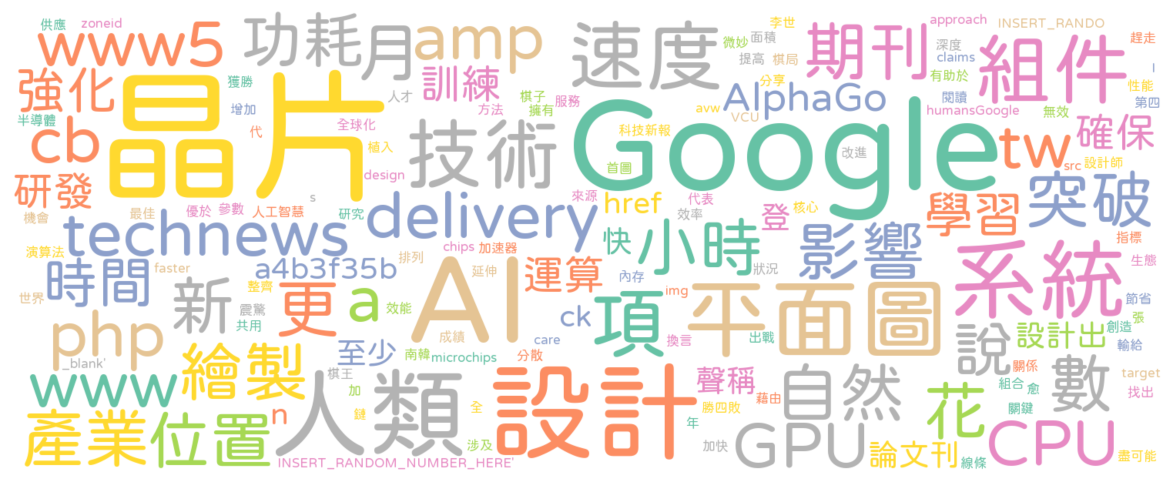 供應 zoneid
www5 功耗 月 amp 速度 微妙 面積 李世 期刊 approach INSERT_RANDO
提高 棋局 深度 claims 組件 趕走
強化 獲勝 訓練 分享 有助於 I
晶片 人才 棋子 服務 avw AlphaGo 閱讀 性能
半導體 增加 方法 擁有 VCU humansGoogle 無效 第四
cb 代 全球化 技術 科技新報 Google tw 確保
植入 首圖 改進 src 設計師
研發 design 來源 href 代表 核心 學習 突破
機會 最佳 優於 參數 人工智慧 s 研究 delivery 效率 登 指標
演算法 technews chips 加速器 快 小時 影響 系統 生態
世界 時間 faster 整齊 a4b3f35b 排列 延伸 運算 內存 狀況 節省
震驚 共用 新 更 a 效能 AI img 項 平面圖 張
php ck 出戰 說 設計出 創造 輸給
_blank' 至少 南韓 microchips 成績 分散 care 換言 關係
www 繪製 棋王 人類 設計 聲稱 藉由 自然 組合 愈 數 target 找出
加 關鍵
產業 位置 n 鏈 全 勝四敗 花
涉及 年 加快 GPU 論文刊 線條 CPU 盡可能
INSERT_RANDOM_NUMBER_HERE'